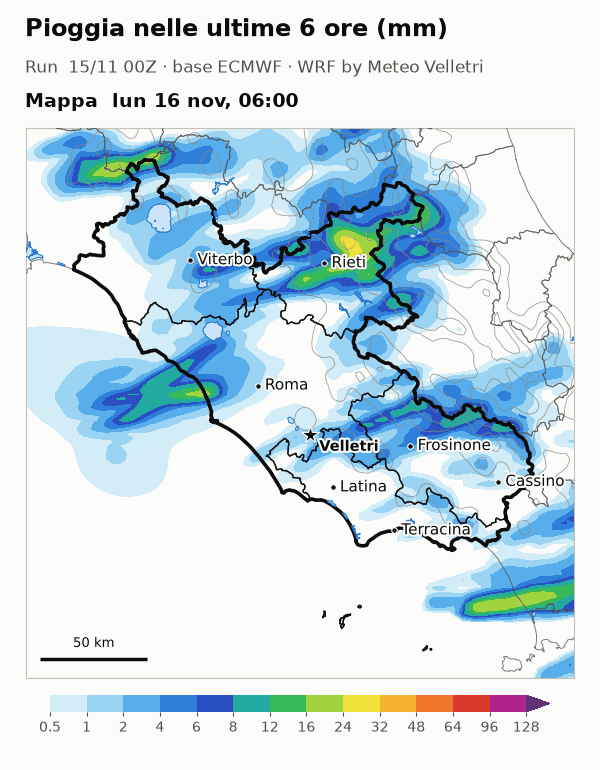 Pioggia nelle ultime 6 ore (mm)
Run  15/11 00Z · base ECMWF · WRF by Meteo Velletri
Mappa  lun 16 nov, 06:00
Viterbo
Rieti
Roma
Velletri
Frosinone
Cassino
Latina
Terracina
50 km
0.5 1 2 4 6 8 12 16 24 32 48 64 96 128